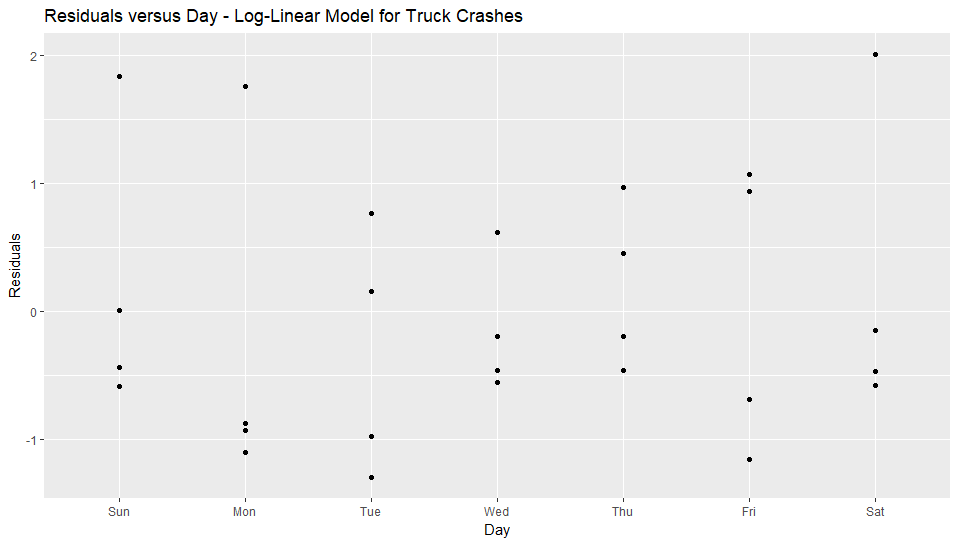 Residuals versus Day - Log-Linear Model for Truck Crashes
2
1
0
-1
Residuals
Sun Mon Tue Wed Thu Fri Sat
Day